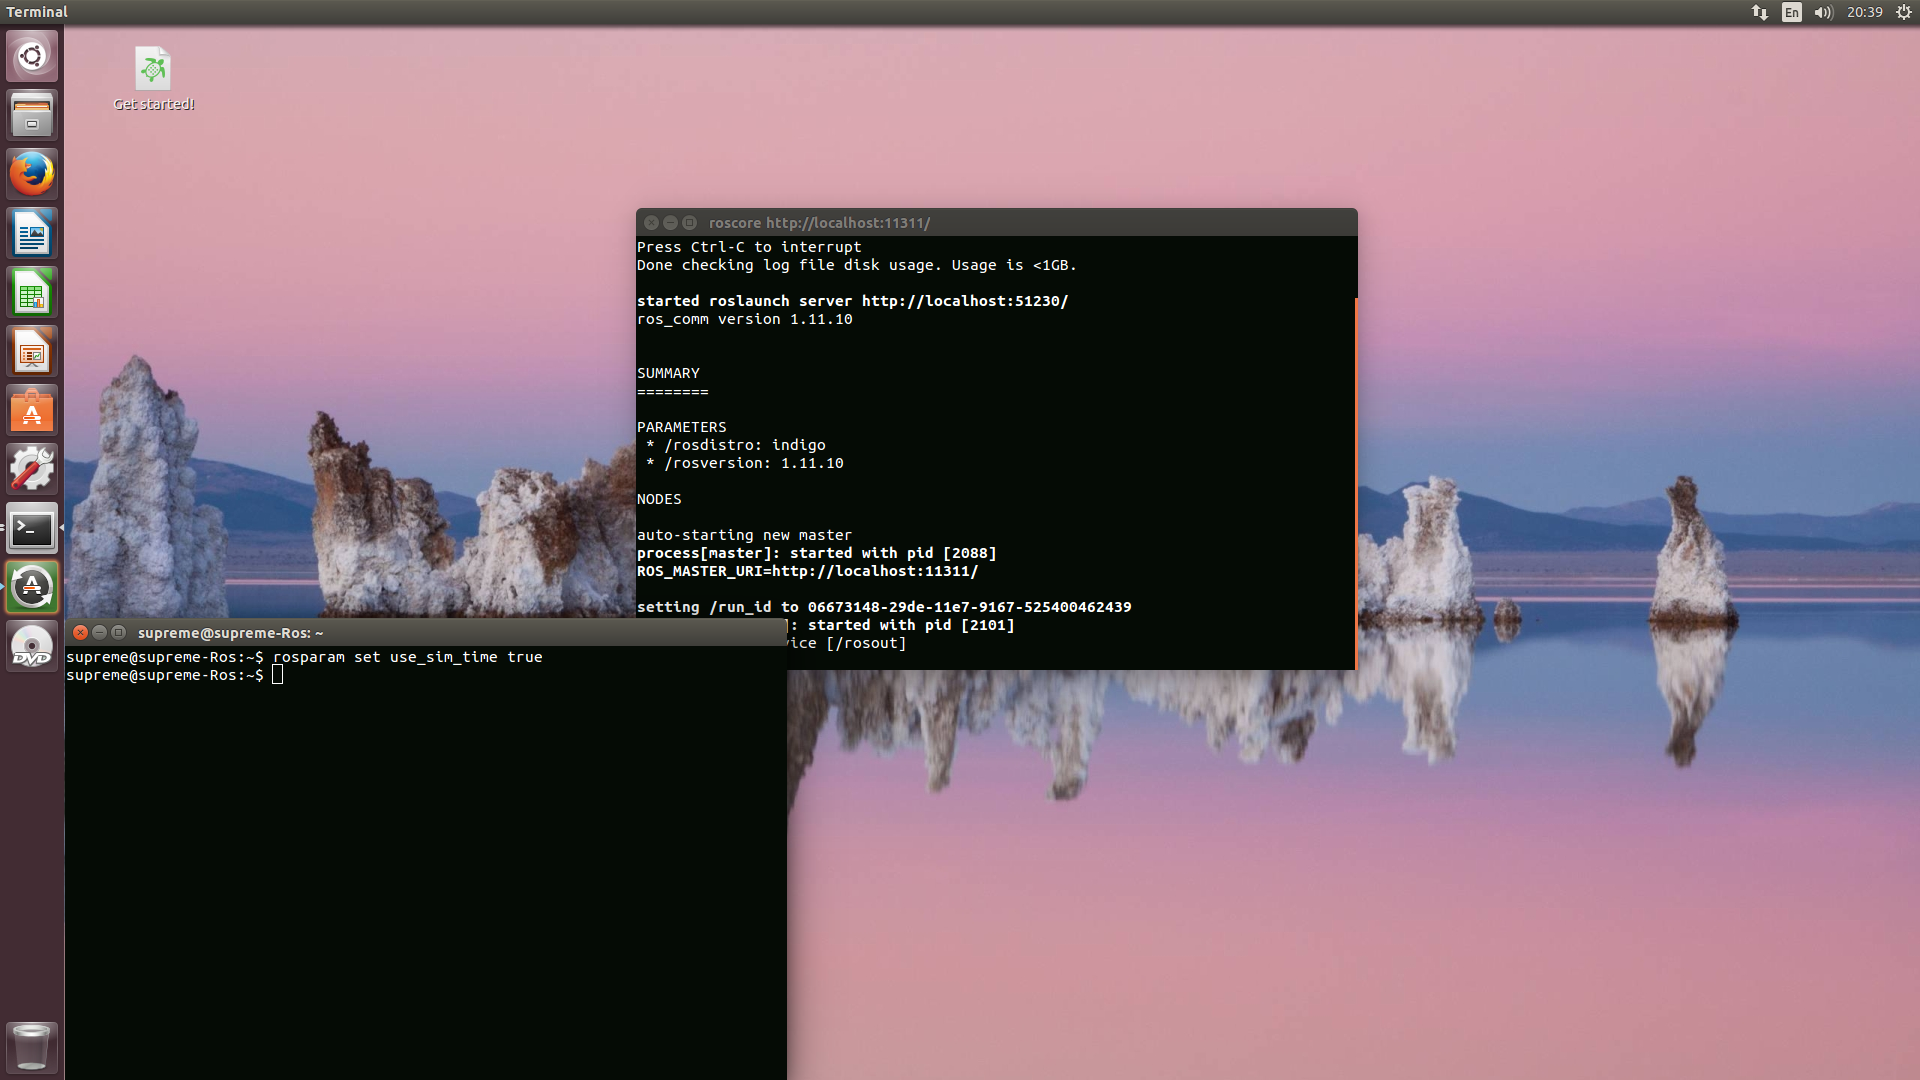 Terminal
En
20:39
Get started!
roscore http://localhost:11311/
Press Ctrl-C to interrupt
Done checking log file disk usage. Usage is <1GB.
started roslaunch server http://localhost:51230/
ros_comm version 1.11.10
SUMMARY
========
PARAMETERS
* /rosdistro: indigo
* /rosversion: 1.11.10
NODES
auto-starting new master
process[master]: started with pid [2088]
ROS_MASTER_URI=http://localhost:11311/
setting /run_id to 06673148-29de-11e7-9167-525400462439
]: started with pid [2101]
vice [/rosout]
supreme@supreme-Ros: ~
supreme@supreme-Ros:~$ rosparam set use_sim_time true
supreme@supreme-Ros:~$
DVD